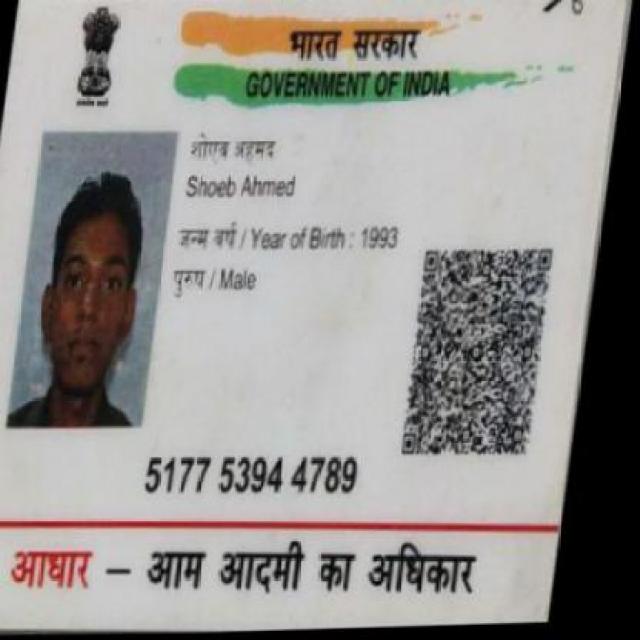 भारत सरकार
GOVERNMENT OF INDIA
शोएब अहमद
Shoeb Ahmed
जन्म वर्ष / Year of Birth : 1993
पुरुष / Male
5177 5394 4789
आधार – आम आदमी का अधिकार